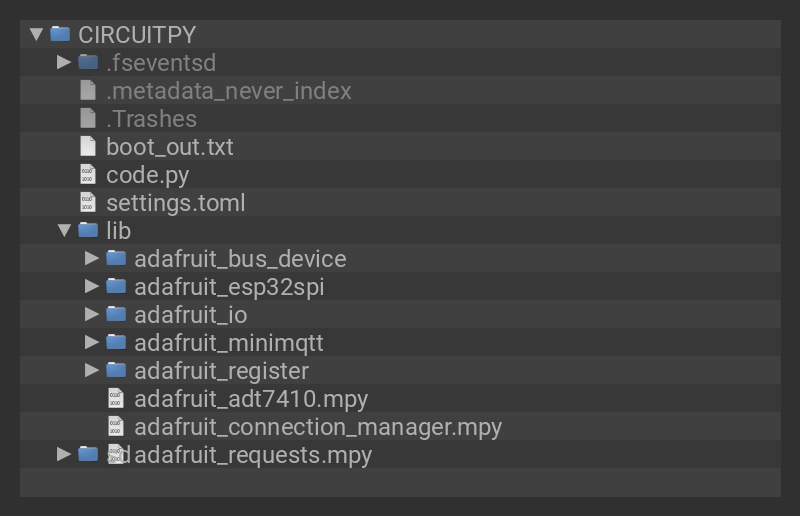 CIRCUITPY
.fseventsd
.metadata_never_index
.Trashes
boot_out.txt
code.py
settings.toml
lib
adafruit_bus_device
adafruit_esp32spi
adafruit_io
adafruit_minimqtt
adafruit_register
adafruit_adt7410.mpy
adafruit_connection_manager.mpy
sd adafruit_requests.mpy